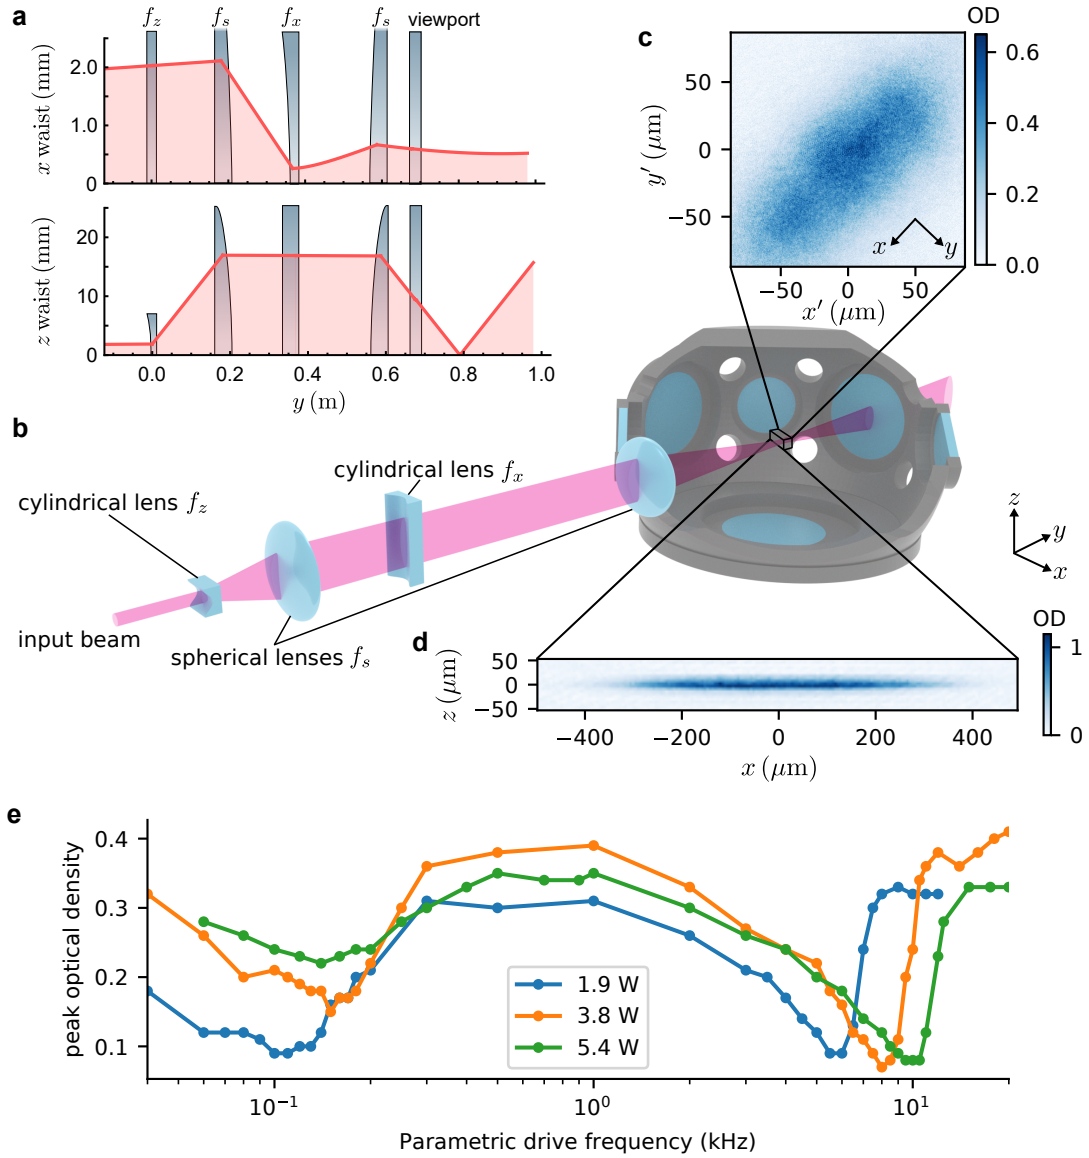 a
f_z f_s f_x f_s viewport
x waist (mm)
2.0
1.0
0
z waist (mm)
20
10
0
0.0 0.2 0.4 0.6 0.8 1.0
y (m)
c
OD
y′ (μm)
50
0
−50
x y
0.6
0.4
0.2
0.0
−50 0 50
x′ (μm)
b
cylindrical lens f_x
cylindrical lens f_z
input beam
spherical lenses f_s
z
y
x
d
OD
z (μm)
50
0
−50
1
0
−400 −200 0 200 400
x (μm)
e
peak optical density
0.4
0.3
0.2
0.1
1.9 W
3.8 W
5.4 W
10⁻¹ 10⁰ 10¹
Parametric drive frequency (kHz)